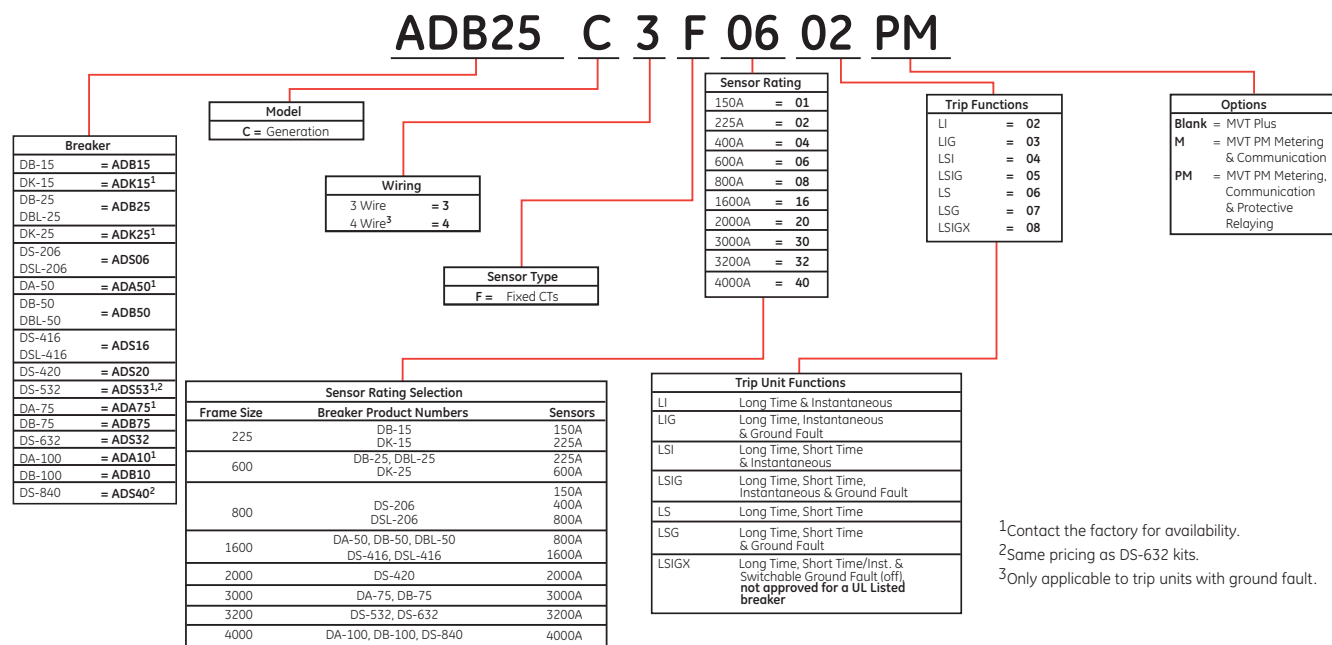 ADB25 C 3 F 06 02 PM
Breaker
DB-15 = ADB15
DK-15 = ADK15¹
DB-25
DBL-25 = ADB25
DK-25 = ADK25¹
DS-206
DSL-206 = ADS06
DA-50 = ADA50¹
DB-50
DBL-50 = ADB50
DS-416
DSL-416 = ADS16
DS-420 = ADS20
DS-532 = ADS53¹,²
DA-75 = ADA75¹
DB-75 = ADB75
DS-632 = ADS32
DA-100 = ADA10¹
DB-100 = ADB10
DS-840 = ADS40²
Model
C = Generation
Wiring
3 Wire = 3
4 Wire³ = 4
Sensor Type
F = Fixed CTs
Sensor Rating
150A = 01
225A = 02
400A = 04
600A = 06
800A = 08
1600A = 16
2000A = 20
3000A = 30
3200A = 32
4000A = 40
Trip Functions
LI = 02
LIG = 03
LSI = 04
LSIG = 05
LS = 06
LSG = 07
LSIGX = 08
Options
Blank = MVT Plus
M = MVT PM Metering
& Communication
PM = MVT PM Metering,
Communication
& Protective
Relaying
Sensor Rating Selection
Frame Size Breaker Product Numbers Sensors
225 DB-15 150A
DK-15 225A
600 DB-25, DBL-25 225A
DK-25 600A
150A
800 DS-206 400A
DSL-206 800A
1600 DA-50, DB-50, DBL-50 800A
DS-416, DSL-416 1600A
2000 DS-420 2000A
3000 DA-75, DB-75 3000A
3200 DS-532, DS-632 3200A
4000 DA-100, DB-100, DS-840 4000A
Trip Unit Functions
LI Long Time & Instantaneous
LIG Long Time, Instantaneous
& Ground Fault
LSI Long Time, Short Time
& Instantaneous
LSIG Long Time, Short Time,
Instantaneous & Ground Fault
LS Long Time, Short Time
LSG Long Time, Short Time
& Ground Fault
LSIGX Long Time, Short Time/Inst. &
Switchable Ground Fault (off)
not approved for a UL Listed
breaker
¹Contact the factory for availability.
²Same pricing as DS-632 kits.
³Only applicable to trip units with ground fault.